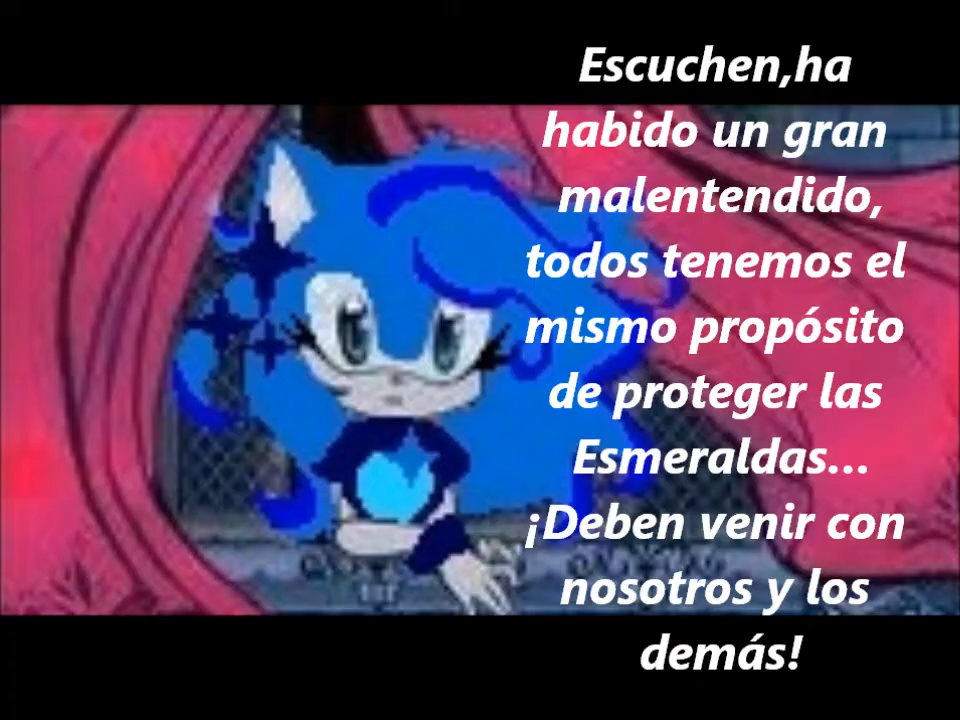 Escuchen,ha
habido un gran
malentendido,
todos tenemos el
mismo propósito
de proteger las
Esmeraldas...
¡Deben venir con
nosotros y los
demás!